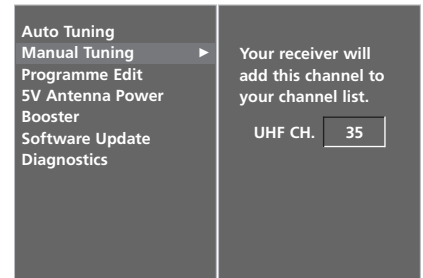 Auto Tuning
Manual Tuning ►
Programme Edit
5V Antenna Power
Booster
Software Update
Diagnostics
Your receiver will
add this channel to
your channel list.
UHF CH. 35